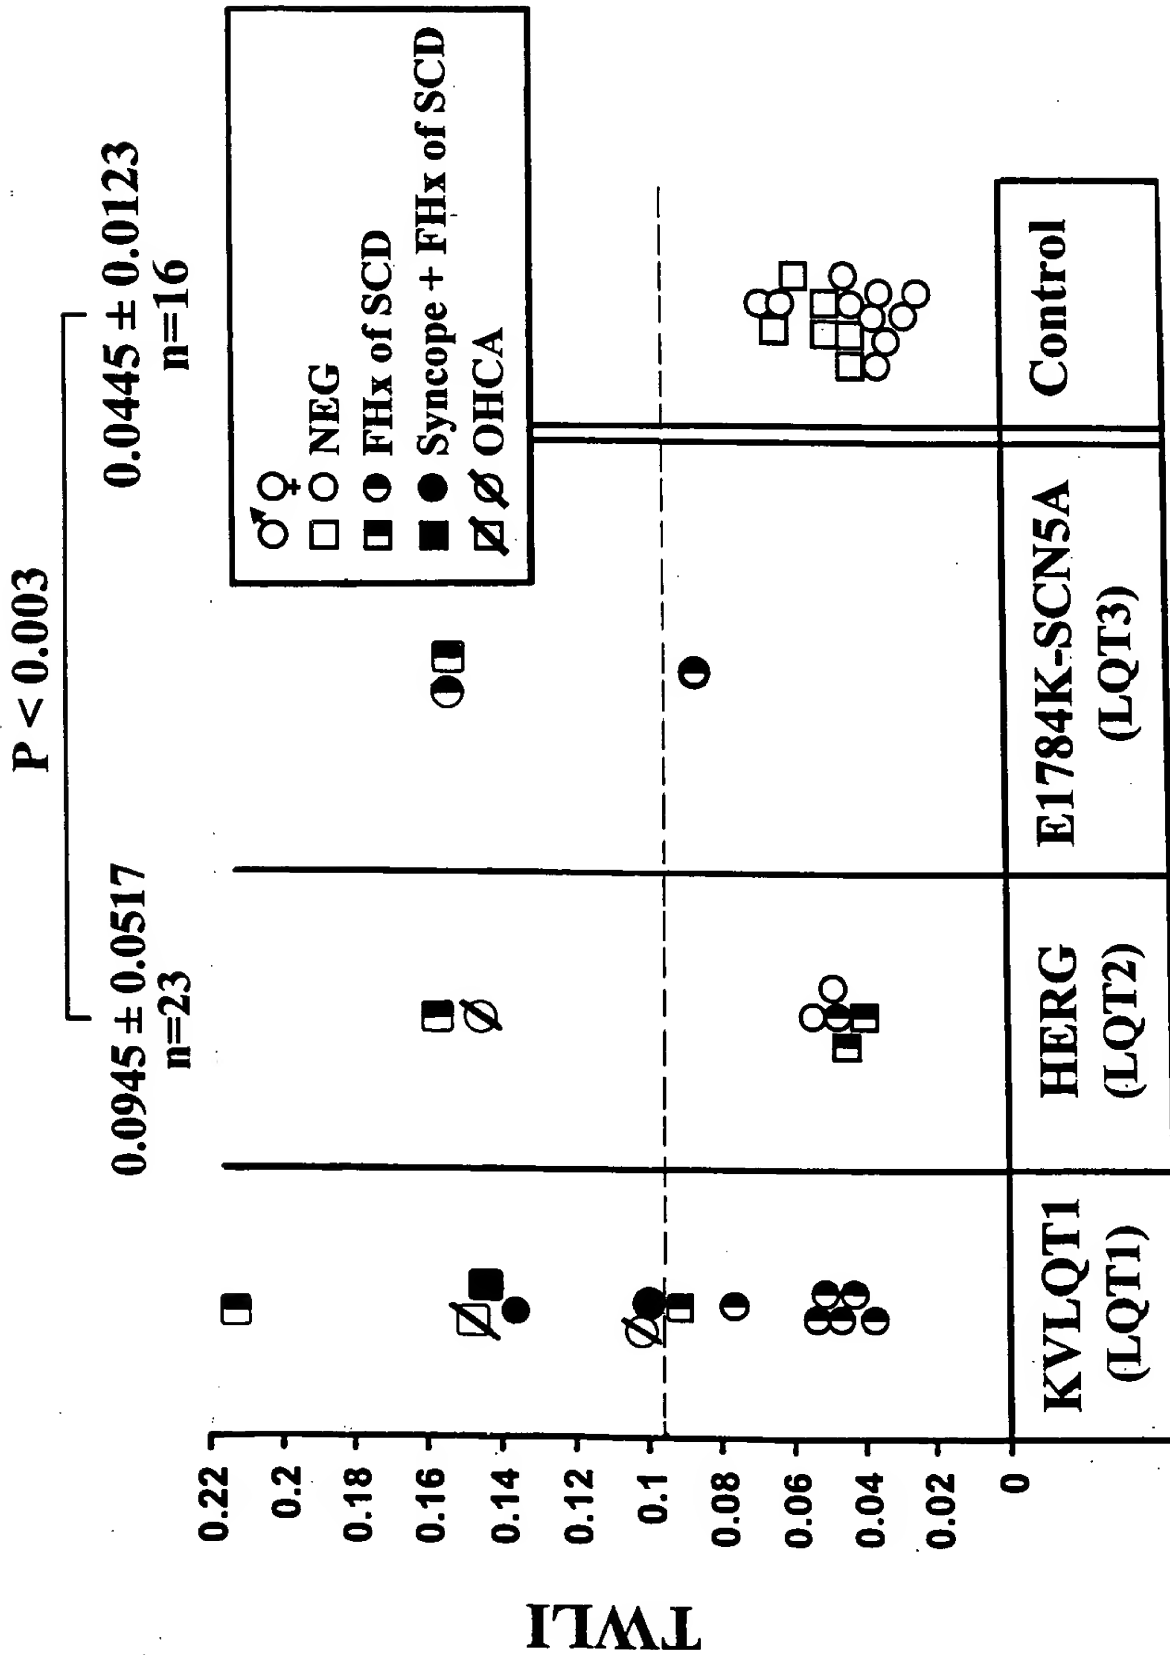 P < 0.003
0.0945 ± 0.0517
n=23
0.0445 ± 0.0123
n=16
♂ ♀
NEG
FHx of SCD
Syncope + FHx of SCD
OHCA
TWLI
0.22
0.2
0.18
0.16
0.14
0.12
0.1
0.08
0.06
0.04
0.02
0
KVLQT1
(LQT1)
HERG
(LQT2)
E1784K-SCN5A
(LQT3)
Control